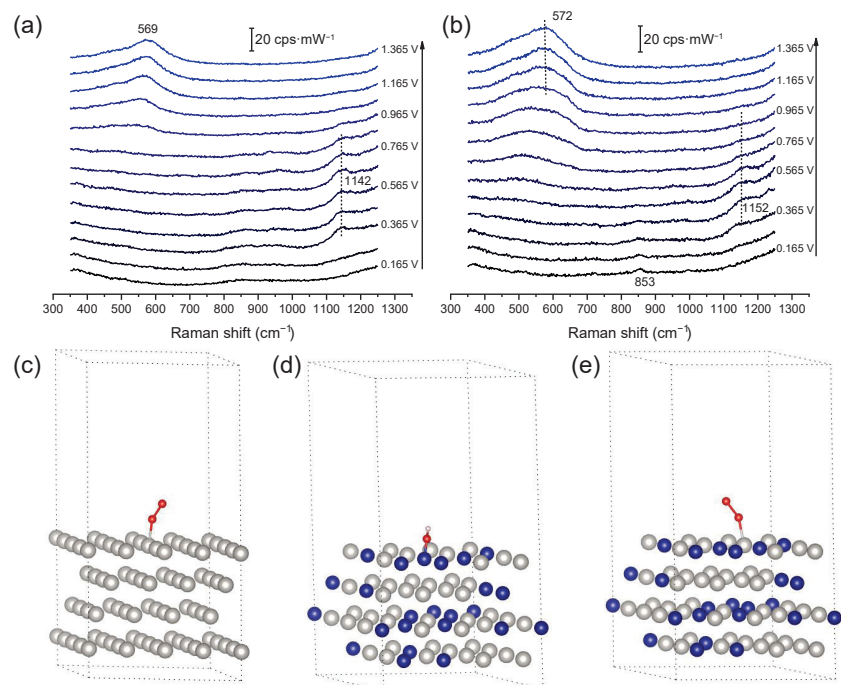 (a)
569
20 cps·mW⁻¹
1.365 V
1.165 V
0.965 V
0.765 V
0.565 V
1142
0.365 V
0.165 V
300 400 500 600 700 800 900 1000 1100 1200 1300
Raman shift (cm⁻¹)
(b)
572
20 cps·mW⁻¹
1.365 V
1.165 V
0.965 V
0.765 V
0.565 V
1152
0.365 V
0.165 V
853
300 400 500 600 700 800 900 1000 1100 1200 1300
Raman shift (cm⁻¹)
(c)
(d)
(e)